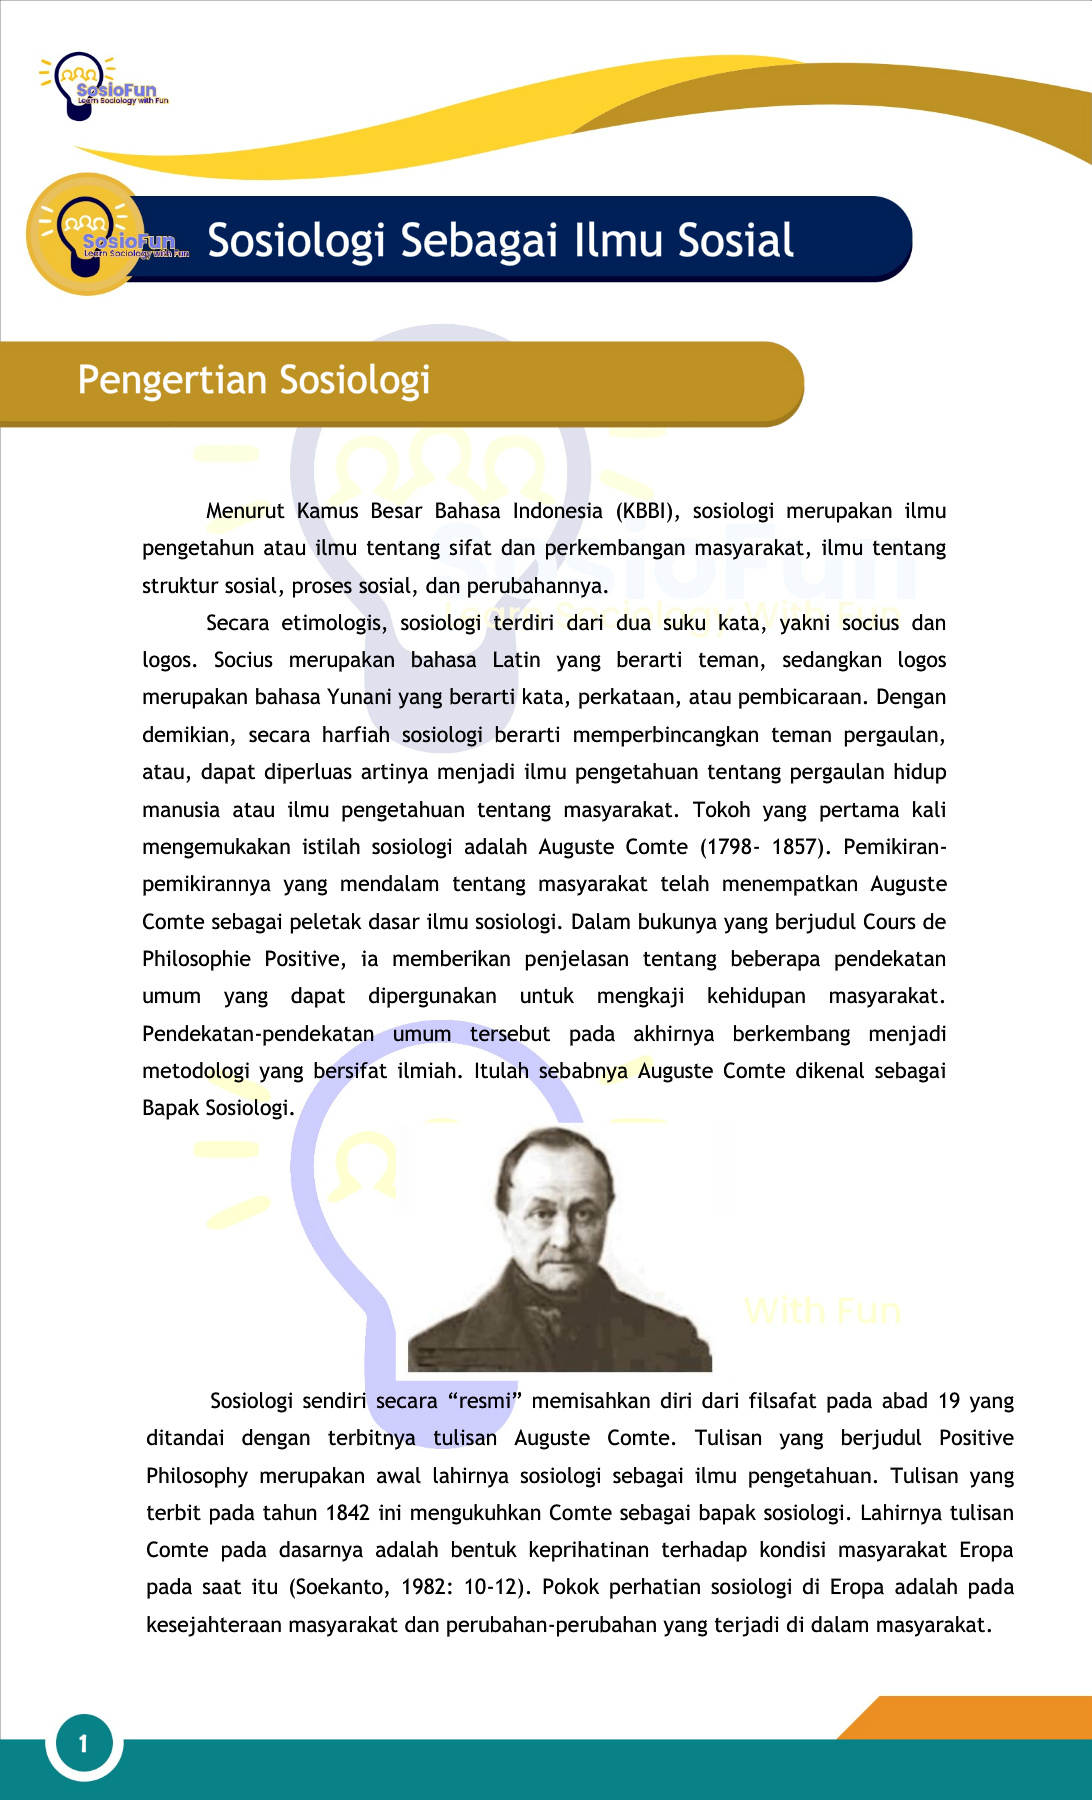 SosioFun
Learn Sociology with Fun
SosioFun
Learn Sociology with Fun
Sosiologi Sebagai Ilmu Sosial
Pengertian Sosiologi
SosioFun
Learn Sociology With Fun
Menurut Kamus Besar Bahasa Indonesia (KBBI), sosiologi merupakan ilmu
pengetahun atau ilmu tentang sifat dan perkembangan masyarakat, ilmu tentang
struktur sosial, proses sosial, dan perubahannya.
Secara etimologis, sosiologi terdiri dari dua suku kata, yakni socius dan
logos. Socius merupakan bahasa Latin yang berarti teman, sedangkan logos
merupakan bahasa Yunani yang berarti kata, perkataan, atau pembicaraan. Dengan
demikian, secara harfiah sosiologi berarti memperbincangkan teman pergaulan,
atau, dapat diperluas artinya menjadi ilmu pengetahuan tentang pergaulan hidup
manusia atau ilmu pengetahuan tentang masyarakat. Tokoh yang pertama kali
mengemukakan istilah sosiologi adalah Auguste Comte (1798- 1857). Pemikiran-
pemikirannya yang mendalam tentang masyarakat telah menempatkan Auguste
Comte sebagai peletak dasar ilmu sosiologi. Dalam bukunya yang berjudul Cours de
Philosophie Positive, ia memberikan penjelasan tentang beberapa pendekatan
umum yang dapat dipergunakan untuk mengkaji kehidupan masyarakat.
Pendekatan-pendekatan umum tersebut pada akhirnya berkembang menjadi
metodologi yang bersifat ilmiah. Itulah sebabnya Auguste Comte dikenal sebagai
Bapak Sosiologi.
With Fun
Sosiologi sendiri secara “resmi” memisahkan diri dari filsafat pada abad 19 yang
ditandai dengan terbitnya tulisan Auguste Comte. Tulisan yang berjudul Positive
Philosophy merupakan awal lahirnya sosiologi sebagai ilmu pengetahuan. Tulisan yang
terbit pada tahun 1842 ini mengukuhkan Comte sebagai bapak sosiologi. Lahirnya tulisan
Comte pada dasarnya adalah bentuk keprihatinan terhadap kondisi masyarakat Eropa
pada saat itu (Soekanto, 1982: 10-12). Pokok perhatian sosiologi di Eropa adalah pada
kesejahteraan masyarakat dan perubahan-perubahan yang terjadi di dalam masyarakat.
1